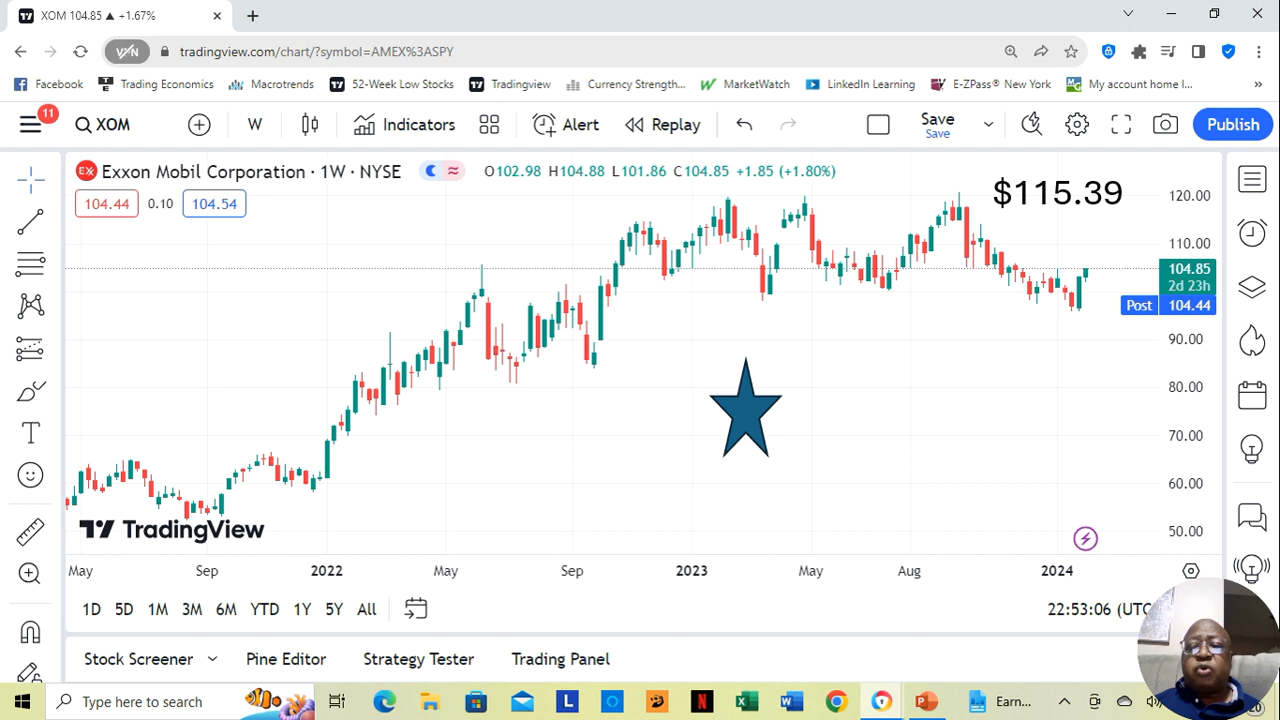 XOM 104.85 ▲ +1.67%
VPN tradingview.com/chart/?symbol=AMEX%3ASPY
Facebook Trading Economics Macrotrends 52-Week Low Stocks Tradingview Currency Strength... MarketWatch LinkedIn Learning E-ZPass® New York My account home l... »
11
XOM W Indicators Alert Replay Save Publish
Save
EX Exxon Mobil Corporation · 1W · NYSE O102.98 H104.88 L101.86 C104.85 +1.85 (+1.80%)
104.44 0.10 104.54
$115.39
120.00
110.00
104.85
2d 23h
Post 104.44
90.00
80.00
70.00
60.00
50.00
TradingView
May Sep 2022 May Sep 2023 May Aug 2024
1D 5D 1M 3M 6M YTD 1Y 5Y All 22:53:06 (UTC
Stock Screener Pine Editor Strategy Tester Trading Panel
Type here to search L Earn...